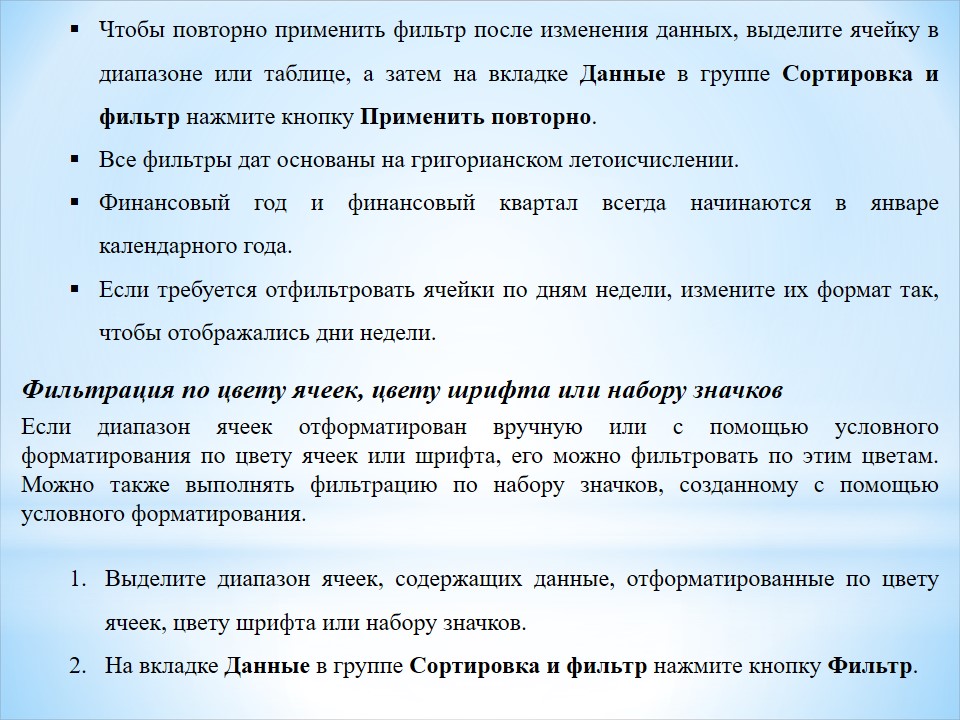 ▪ Чтобы повторно применить фильтр после изменения данных, выделите ячейку в
диапазоне или таблице, а затем на вкладке Данные в группе Сортировка и
фильтр нажмите кнопку Применить повторно.
▪ Все фильтры дат основаны на григорианском летоисчислении.
▪ Финансовый год и финансовый квартал всегда начинаются в январе
календарного года.
▪ Если требуется отфильтровать ячейки по дням недели, измените их формат так,
чтобы отображались дни недели.
Фильтрация по цвету ячеек, цвету шрифта или набору значков
Если диапазон ячеек отформатирован вручную или с помощью условного
форматирования по цвету ячеек или шрифта, его можно фильтровать по этим цветам.
Можно также выполнять фильтрацию по набору значков, созданному с помощью
условного форматирования.
1. Выделите диапазон ячеек, содержащих данные, отформатированные по цвету
ячеек, цвету шрифта или набору значков.
2. На вкладке Данные в группе Сортировка и фильтр нажмите кнопку Фильтр.